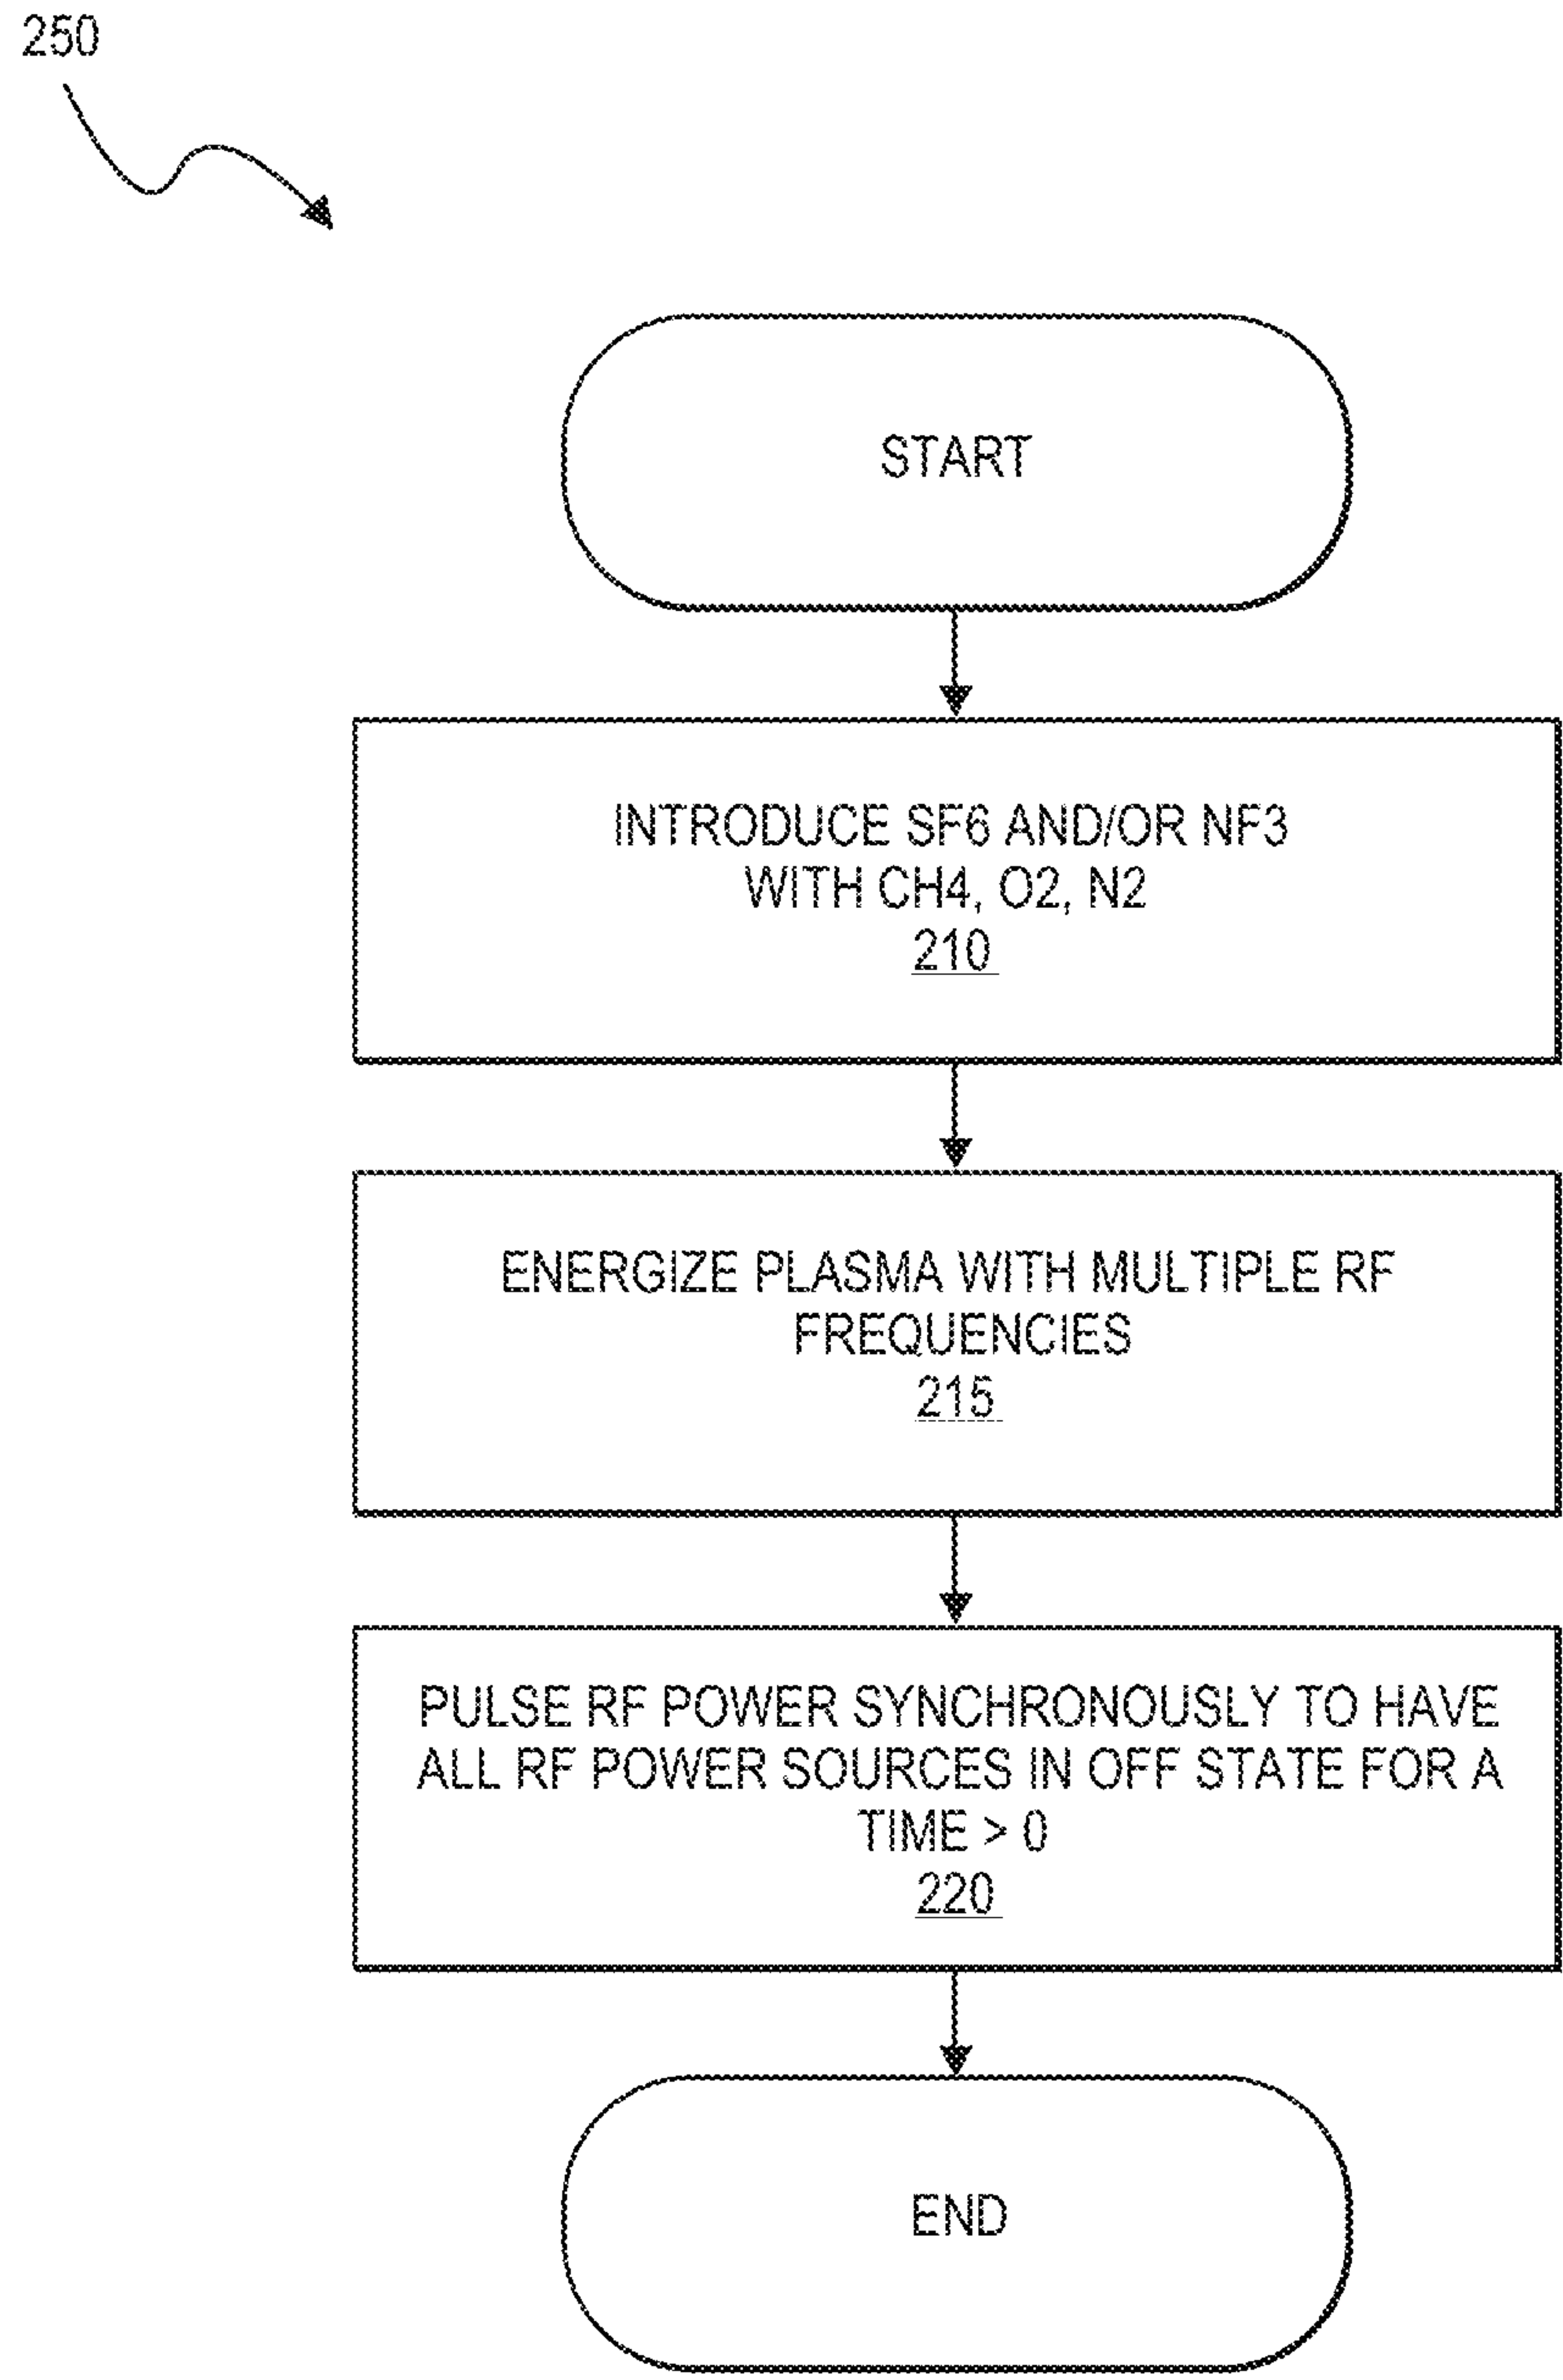 250
START
INTRODUCE SF6 AND/OR NF3
WITH CH4, O2, N2
210
ENERGIZE PLASMA WITH MULTIPLE RF
FREQUENCIES
215
PULSE RF POWER SYNCHRONOUSLY TO HAVE
ALL RF POWER SOURCES IN OFF STATE FOR A
TIME > 0
220
END